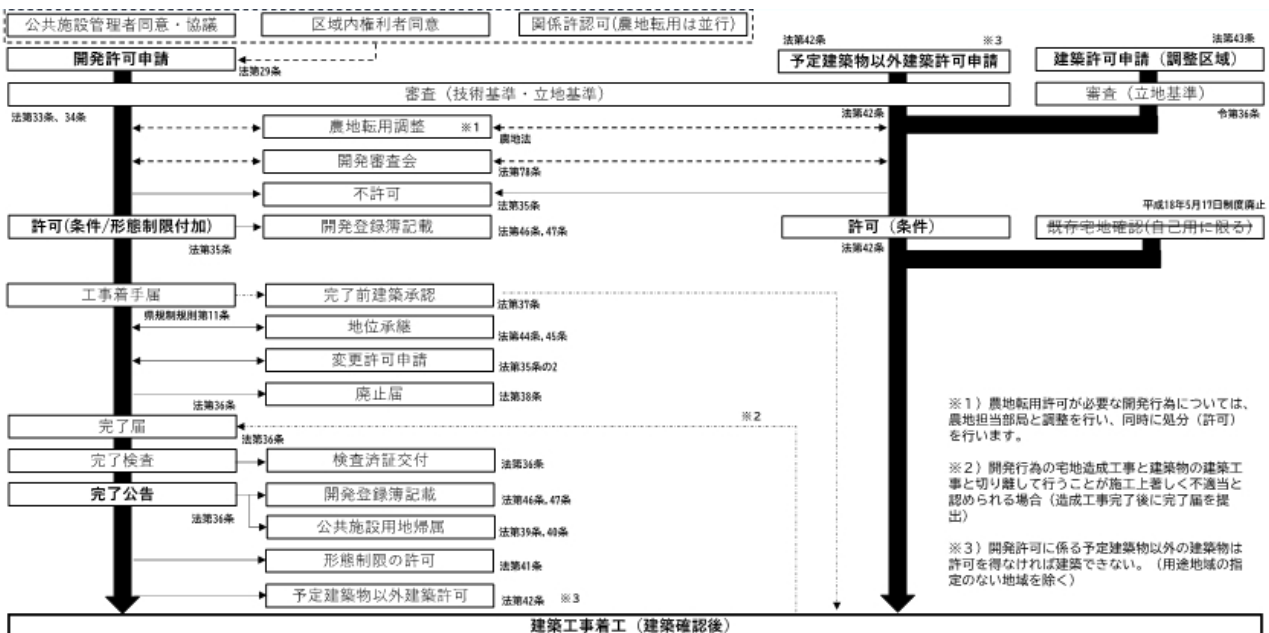 公共施設管理者同意・協議
区域内権利者同意
関係許認可(農地転用は並行)
開発許可申請
法第29条
法第42条
※3
予定建築物以外建築許可申請
法第43条
建築許可申請(調整区域)
審査(技術基準・立地基準)
審査(立地基準)
法第33条、34条
法第42条
令第36条
農地転用調整 ※1
農地法
開発審査会
法第78条
不許可
法第35条
許可(条件/形態制限付加)
開発登録簿記載
法第46条,47条
法第35条
許可(条件)
法第42条
平成18年5月17日制度廃止
既存宅地確認(自己用に限る)
工事着手届
完了前建築承認
法第37条
県規制規則第11条
地位承継
法第44条,45条
変更許可申請
法第35条の2
廃止届
法第38条
法第36条
完了届
※2
法第36条
完了検査
検査済証交付
法第36条
完了公告
開発登録簿記載
法第46条,47条
法第36条
公共施設用地帰属
法第39条,40条
形態制限の許可
法第41条
予定建築物以外建築許可
法第42条 ※3
※1)農地転用許可が必要な開発行為については、
農地担当部局と調整を行い、同時に処分(許可)
を行います。
※2)開発行為の宅地造成工事と建築物の建築工
事と切り離して行うことが施工上著しく不適当と
認められる場合(造成工事完了後に完了届を提
出)
※3)開発許可に係る予定建築物以外の建築物は
許可を得なければ建築できない。(用途地域の指
定のない地域を除く)
建築工事着工(建築確認後)